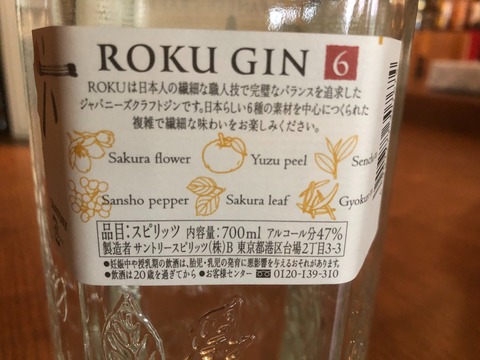 ROKU GIN 6
ROKUは日本人の繊細な職人技で完璧なバランスを追求した
ジャパニーズクラフトジンです。日本らしい6種の素材を中心につくられた
複雑で繊細な味わいをお楽しみください。
Sakura flower Yuzu peel
Sansho pepper Sakura leaf
品目:スピリッツ 内容量:700ml アルコール分47%
製造者 サントリースピリッツ(株)B 東京都港区台場2丁目3-3
●妊娠中や授乳期の飲酒は、胎児・乳児の発育に悪影響を与えるおそれがあります。
●飲酒は20歳を過ぎてから ●お客様センター 0120-139-310